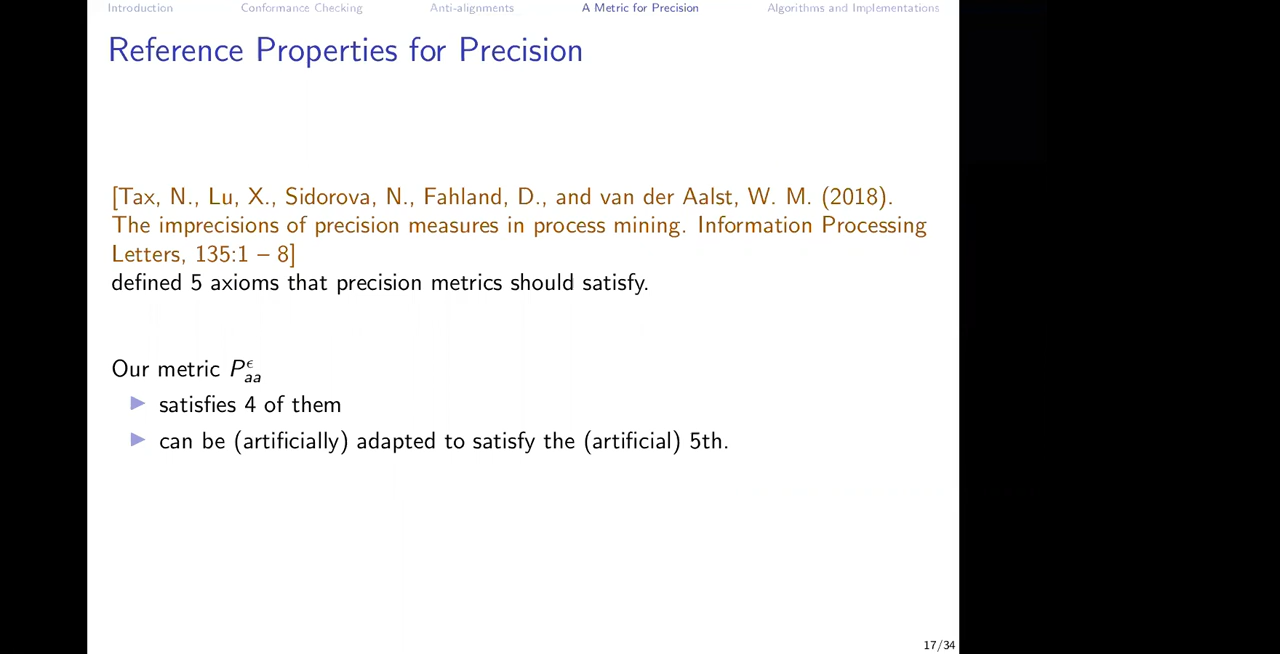 Introduction Conformance Checking Anti-alignments A Metric for Precision Algorithms and Implementations
Reference Properties for Precision
[Tax, N., Lu, X., Sidorova, N., Fahland, D., and van der Aalst, W. M. (2018).
The imprecisions of precision measures in process mining. Information Processing
Letters, 135:1 – 8]
defined 5 axioms that precision metrics should satisfy.
Our metric P^ϵ_aa
▶ satisfies 4 of them
▶ can be (artificially) adapted to satisfy the (artificial) 5th.
17/34